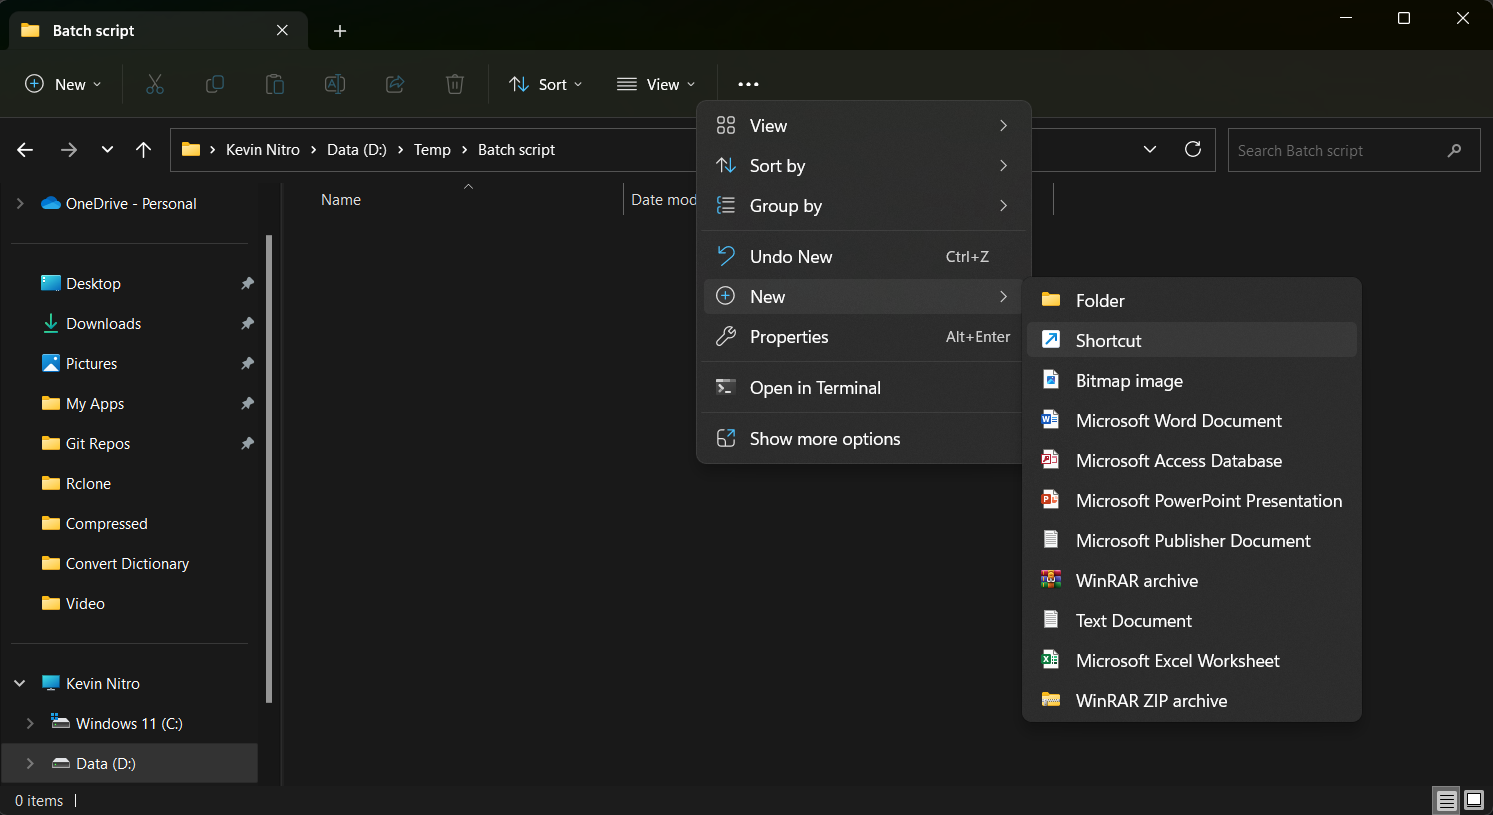 Batch script
New
Sort
View
Kevin Nitro
Data (D:)
Temp
Batch script
Search Batch script
OneDrive - Personal
Desktop
Downloads
Pictures
My Apps
Git Repos
Rclone
Compressed
Convert Dictionary
Video
Kevin Nitro
Windows 11 (C:)
Data (D:)
Name
Date mod
View
Sort by
Group by
Undo New Ctrl+Z
New
Properties Alt+Enter
Open in Terminal
Show more options
Folder
Shortcut
Bitmap image
Microsoft Word Document
Microsoft Access Database
Microsoft PowerPoint Presentation
Microsoft Publisher Document
WinRAR archive
Text Document
Microsoft Excel Worksheet
WinRAR ZIP archive
0 items